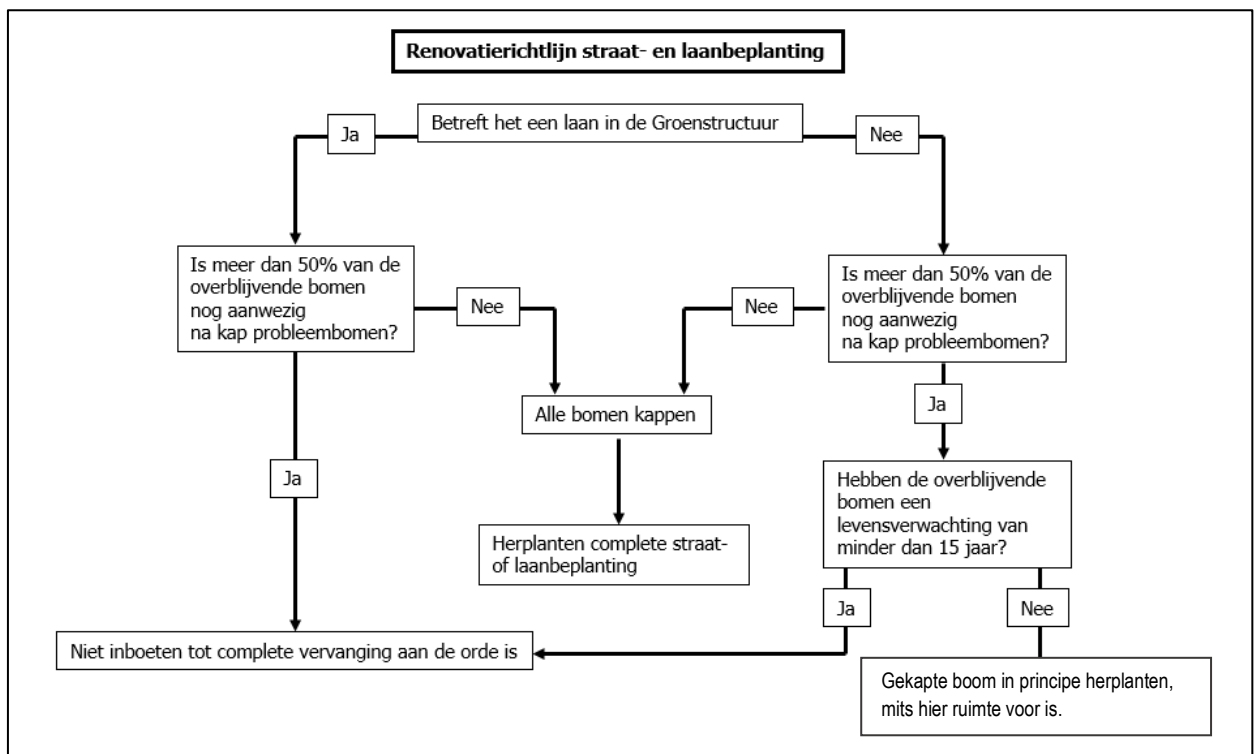 Renovatierichtlijn straat- en laanbeplanting
Betreft het een laan in de Groenstructuur
Ja
Nee
Is meer dan 50% van de
overblijvende bomen
nog aanwezig
na kap probleembomen?
Nee
Nee
Is meer dan 50% van de
overblijvende bomen
nog aanwezig
na kap probleembomen?
Alle bomen kappen
Ja
Ja
Hebben de overblijvende
bomen een
levensverwachting van
minder dan 15 jaar?
Herplanten complete straat-
of laanbeplanting
Ja
Nee
Niet inboeten tot complete vervanging aan de orde is
Gekapte boom in principe herplanten,
mits hier ruimte voor is.